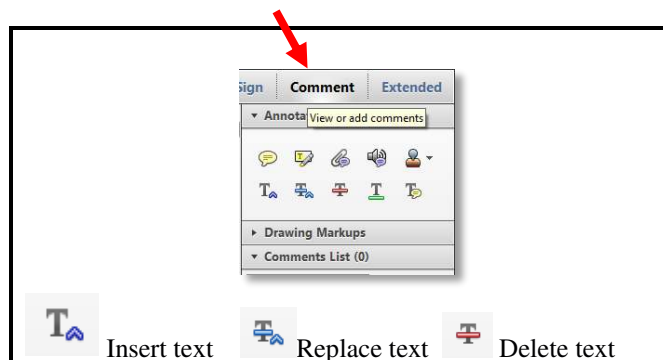 Sign Comment Extended
Annota
View or add comments
Drawing Markups
Comments List (0)
Insert text Replace text Delete text